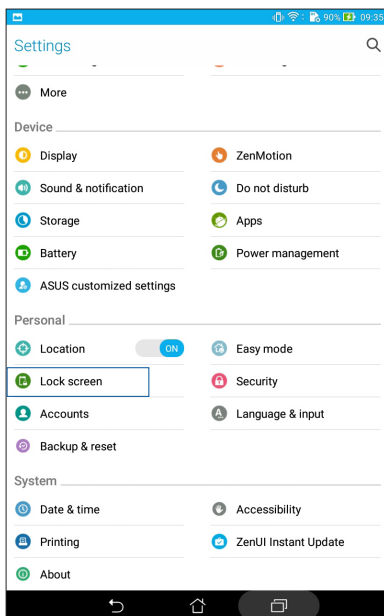 90% 09:35
Settings
More
Device
Display ZenMotion
Sound & notification Do not disturb
Storage Apps
Battery Power management
ASUS customized settings
Personal
Location ON Easy mode
Lock screen Security
Accounts Language & input
Backup & reset
System
Date & time Accessibility
Printing ZenUI Instant Update
About